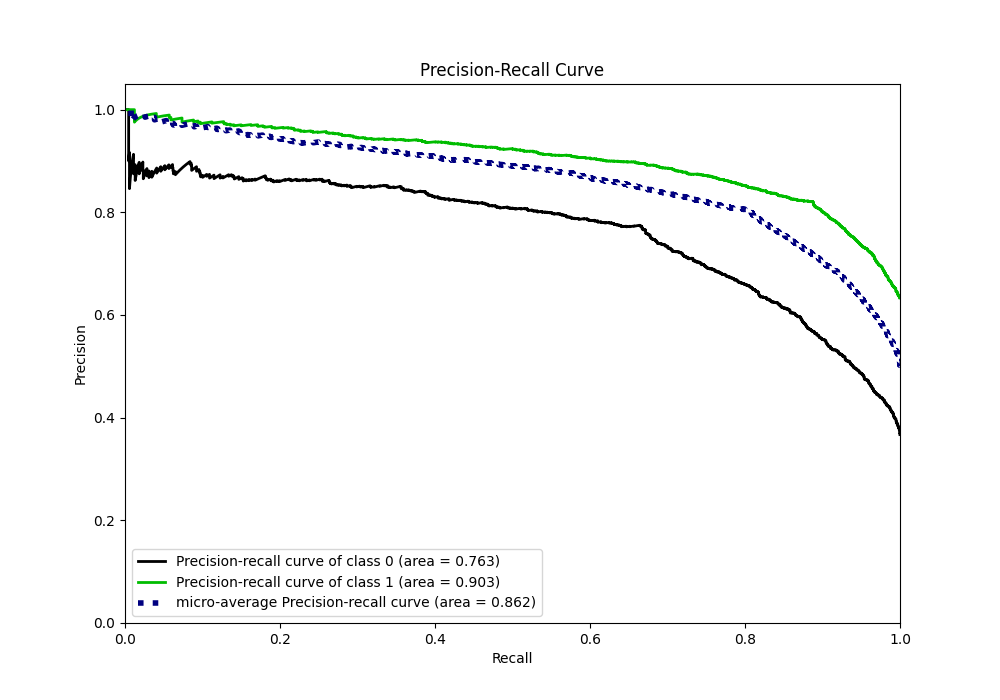 Precision-Recall Curve
1.0
0.8
0.6
0.4
0.2
0.0
Precision
Precision-recall curve of class 0 (area = 0.763)
Precision-recall curve of class 1 (area = 0.903)
micro-average Precision-recall curve (area = 0.862)
0.0 0.2 0.4 0.6 0.8 1.0
Recall